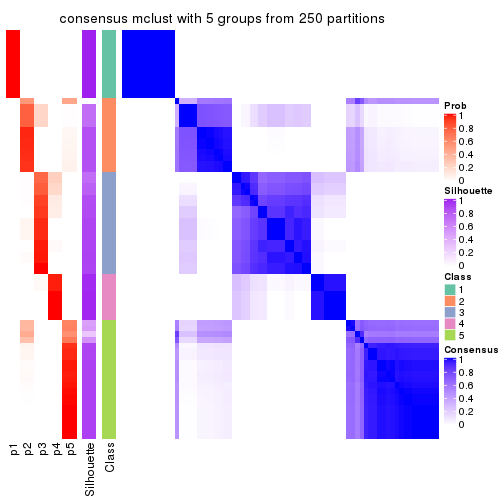 consensus mclust with 5 groups from 250 partitions
Prob
1
0.8
0.6
0.4
0.2
0
Silhouette
1
0.8
0.6
0.4
0.2
0
Class
1
2
3
4
5
Consensus
1
0.8
0.6
0.4
0.2
0
p1
p2
p3
p4
p5
Silhouette
Class